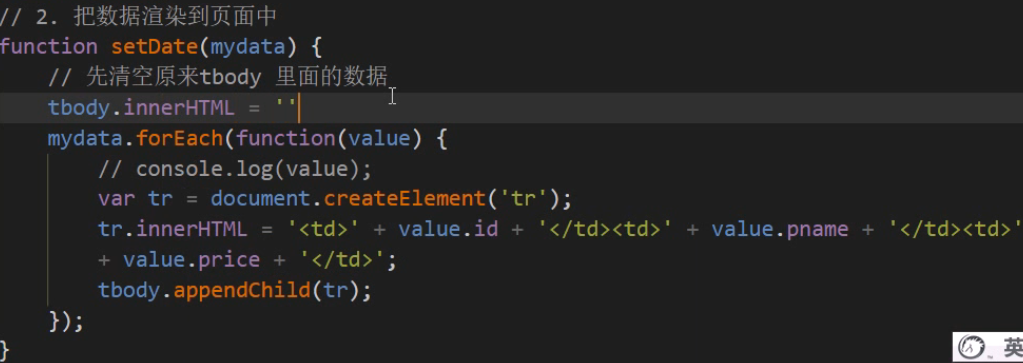 // 2. 把数据渲染到页面中
function setDate(mydata) {
// 先清空原来tbody 里面的数据
tbody.innerHTML = ''
mydata.forEach(function(value) {
// console.log(value);
var tr = document.createElement('tr');
tr.innerHTML = '<td>' + value.id + '</td><td>' + value.pname + '</td><td>'
+ value.price + '</td>';
tbody.appendChild(tr);
});
}
英